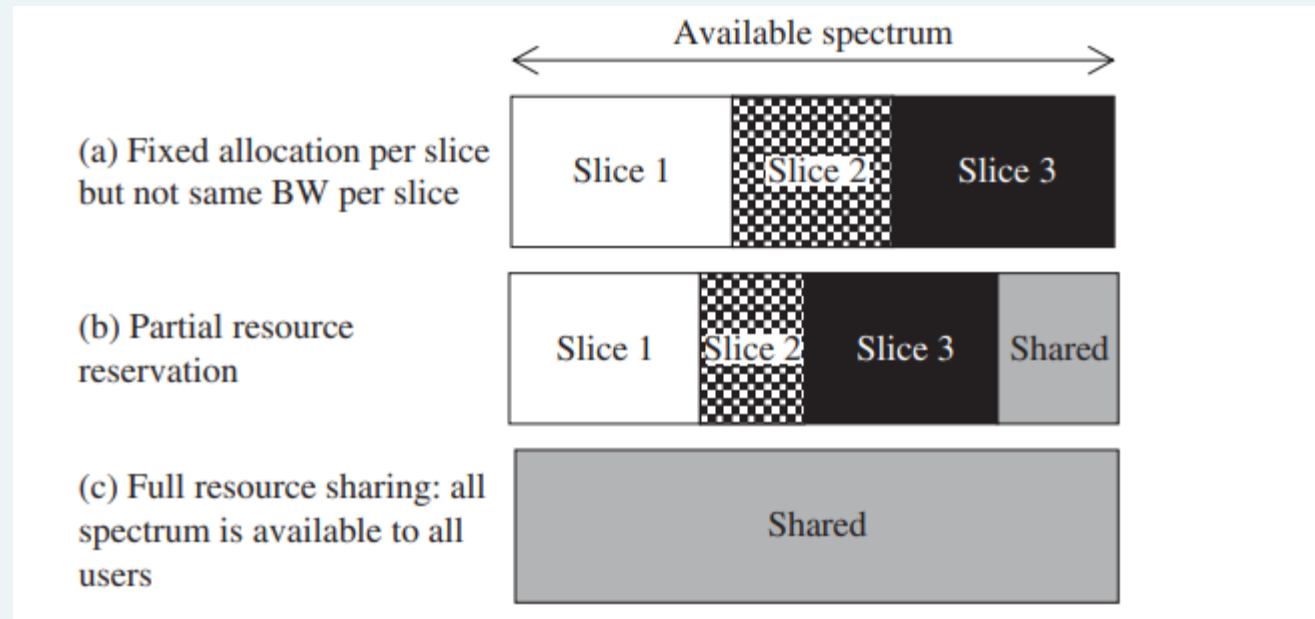 Available spectrum
(a) Fixed allocation per slice
but not same BW per slice
Slice 1
Slice 2
Slice 3
(b) Partial resource
reservation
Slice 1
Slice 2
Slice 3
Shared
(c) Full resource sharing: all
spectrum is available to all
users
Shared